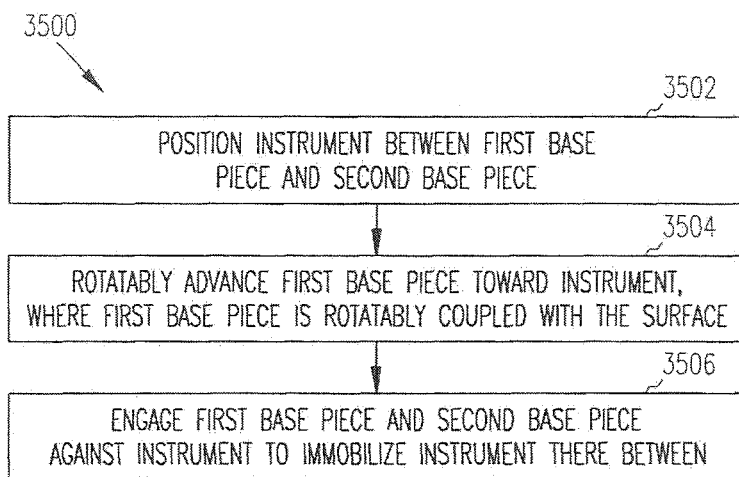 3500
3502
POSITION INSTRUMENT BETWEEN FIRST BASE
PIECE AND SECOND BASE PIECE
3504
ROTATABLY ADVANCE FIRST BASE PIECE TOWARD INSTRUMENT,
WHERE FIRST BASE PIECE IS ROTATABLY COUPLED WITH THE SURFACE
3506
ENGAGE FIRST BASE PIECE AND SECOND BASE PIECE
AGAINST INSTRUMENT TO IMMOBILIZE INSTRUMENT THERE BETWEEN